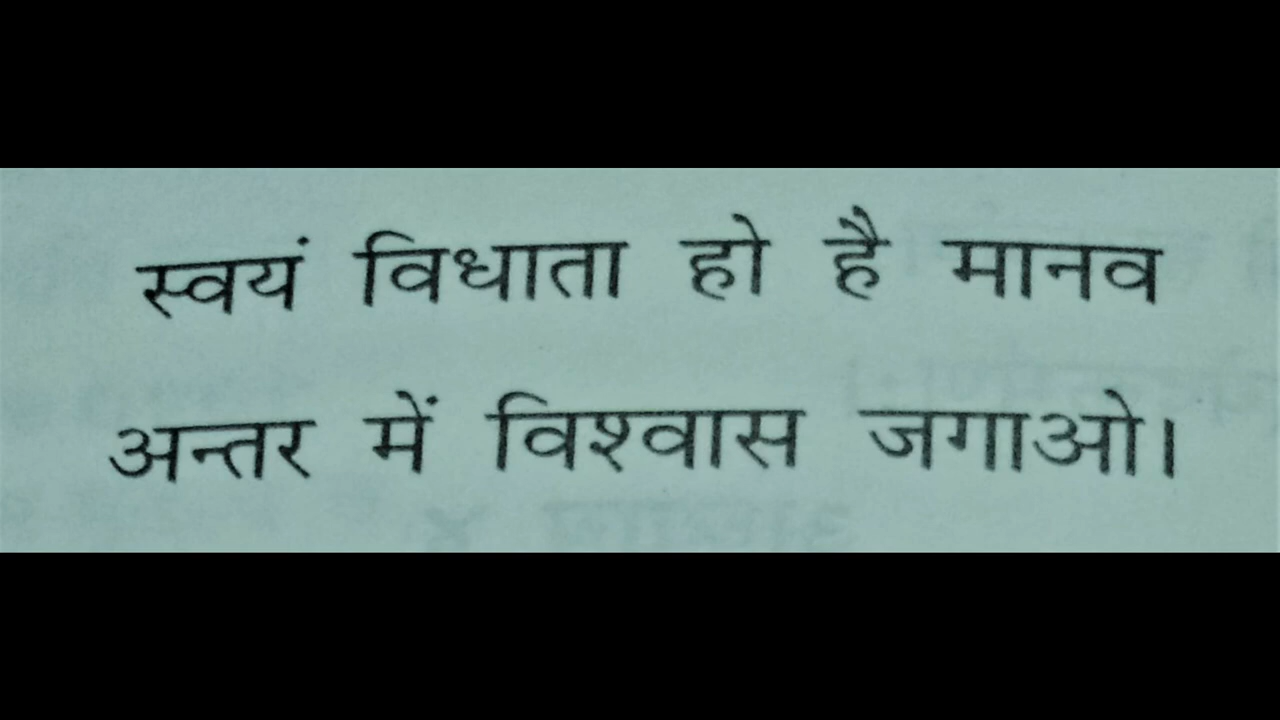 स्वयं विधाता हो है मानव
अन्तर में विश्वास जगाओ।